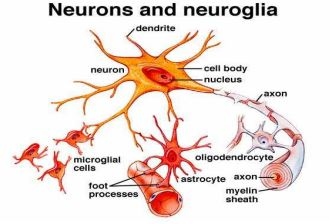 Neurons and neuroglia
dendrite
neuron
cell body
nucleus
axon
microglial
cells
oligodendrocyte
foot
processes
astrocyte
axon
myelin
sheath